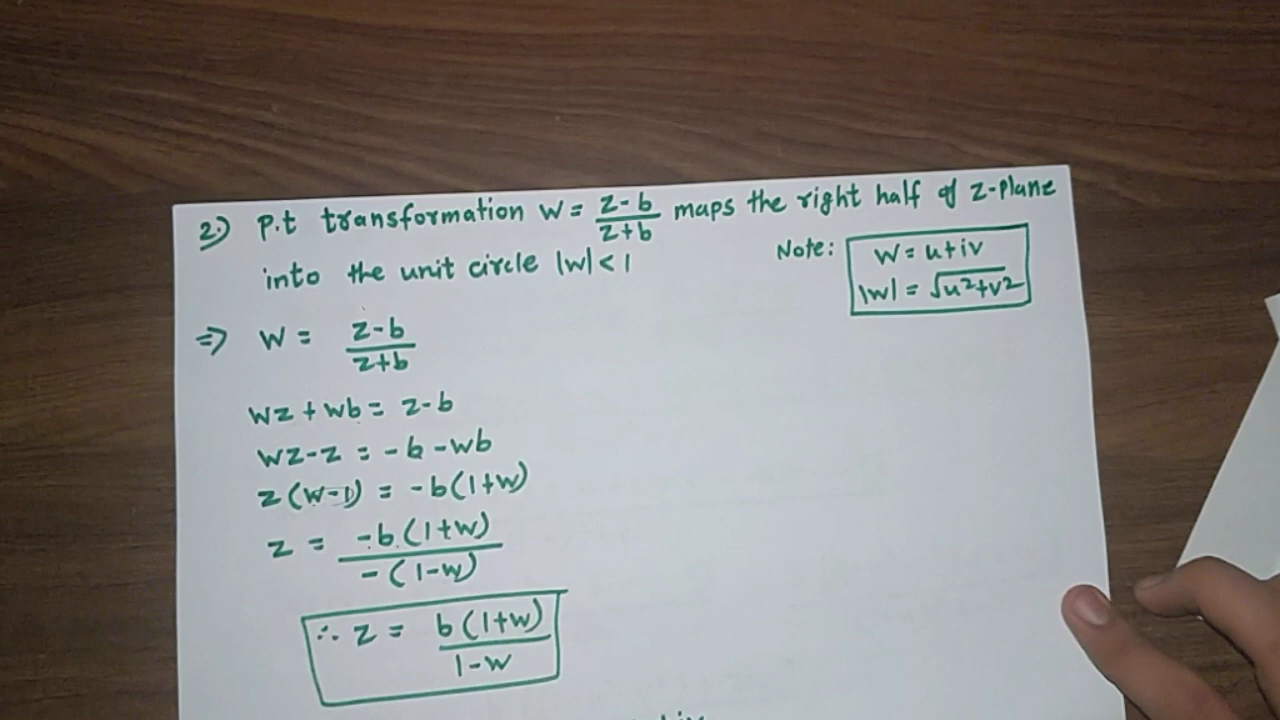 2.) P.t transformation W = z-b/z+b maps the right half of z-plane
into the unit circle |w| < 1
Note: W = u+iv
|w| = √u²+v²
⇒ W = z-b/z+b
Wz + Wb = z-b
Wz-z = -b-wb
z(w-1) = -b(1+w)
z = -b(1+w)/-(1-w)
∴ z = b(1+w)/1-w